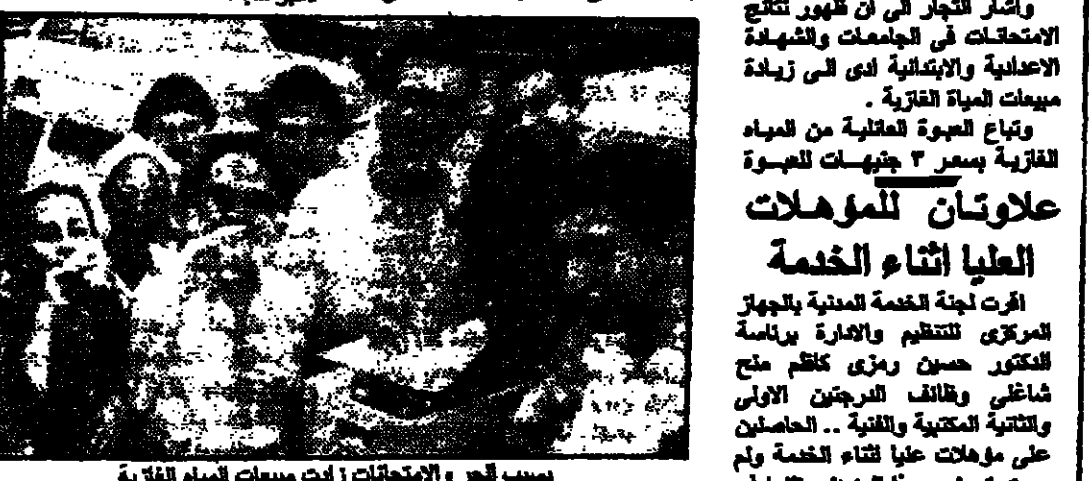 واشار التجار الى ان ظهور نتائج
الامتحانات فى الجامعات والشهادة
الاعدادية والابتدائية ادى الى زيادة
مبيعات المياة الغازية .
وتباع العبوة العائلية من المياه
الغازية بسعر ٣ جنيهات للعبوة
علاوتان للمؤهلات
العليا اثناء الخدمة
اقرت لجنة الخدمة المدنية بالجهاز
المركزى للتنظيم والادارة برئاسة
الدكتور حسين رمزى كاظم منح
شاغلى وظائف الدرجتين الاولى
والثانية المكتبية والفنية .. الحاصلين
على مؤهلات عليا اثناء الخدمة ولم
بسبب الحر والامتحانات زادت مبيعات المياه الغازية